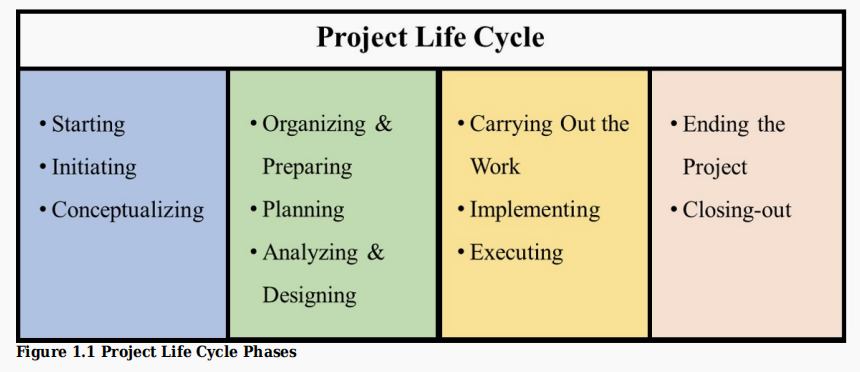 Project Life Cycle
• Starting
• Initiating
• Conceptualizing
• Organizing &
Preparing
• Planning
• Analyzing &
Designing
• Carrying Out the
Work
• Implementing
• Executing
• Ending the
Project
• Closing-out
Figure 1.1 Project Life Cycle Phases